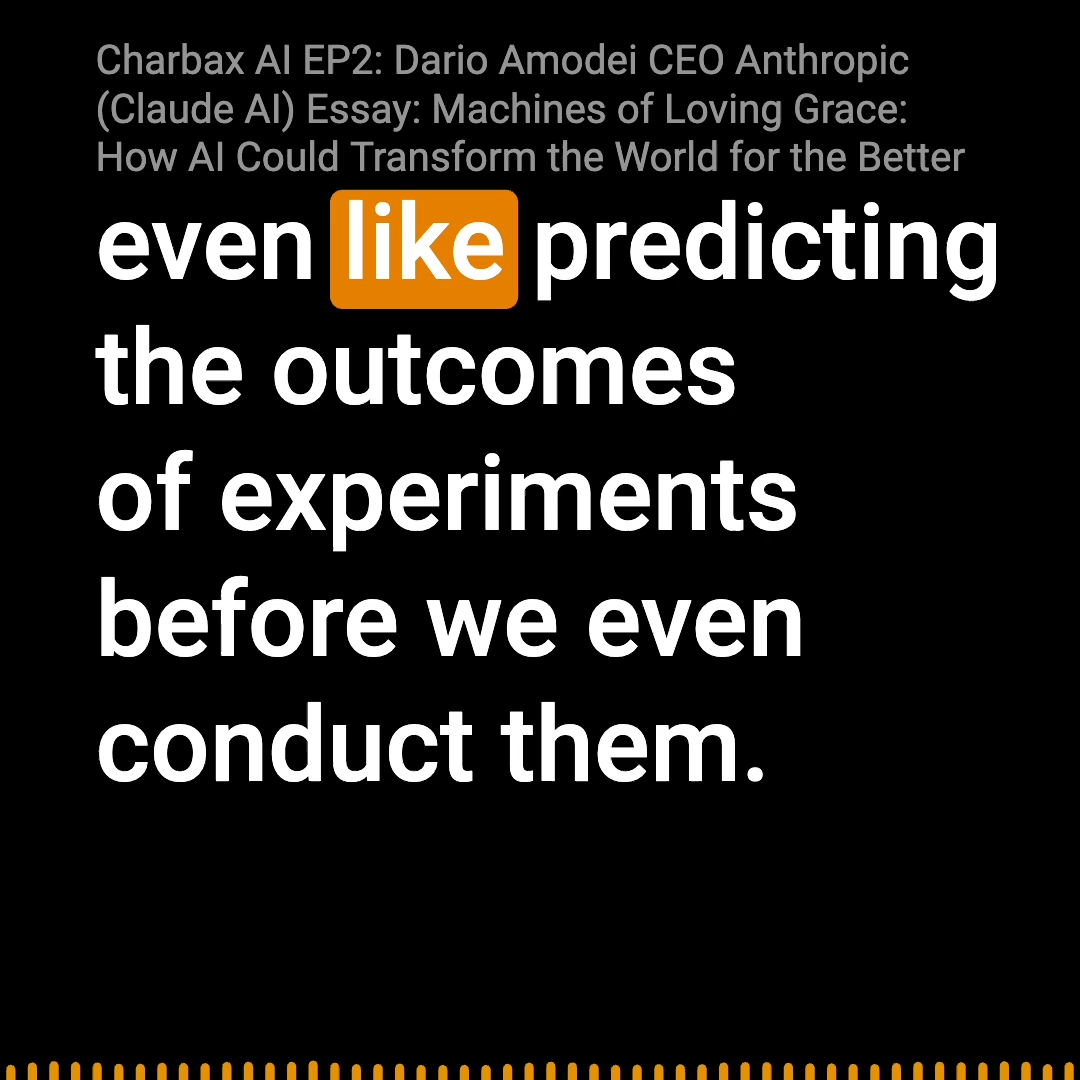 Charbax AI EP2: Dario Amodei CEO Anthropic
(Claude AI) Essay: Machines of Loving Grace:
How AI Could Transform the World for the Better
even like predicting
the outcomes
of experiments
before we even
conduct them.